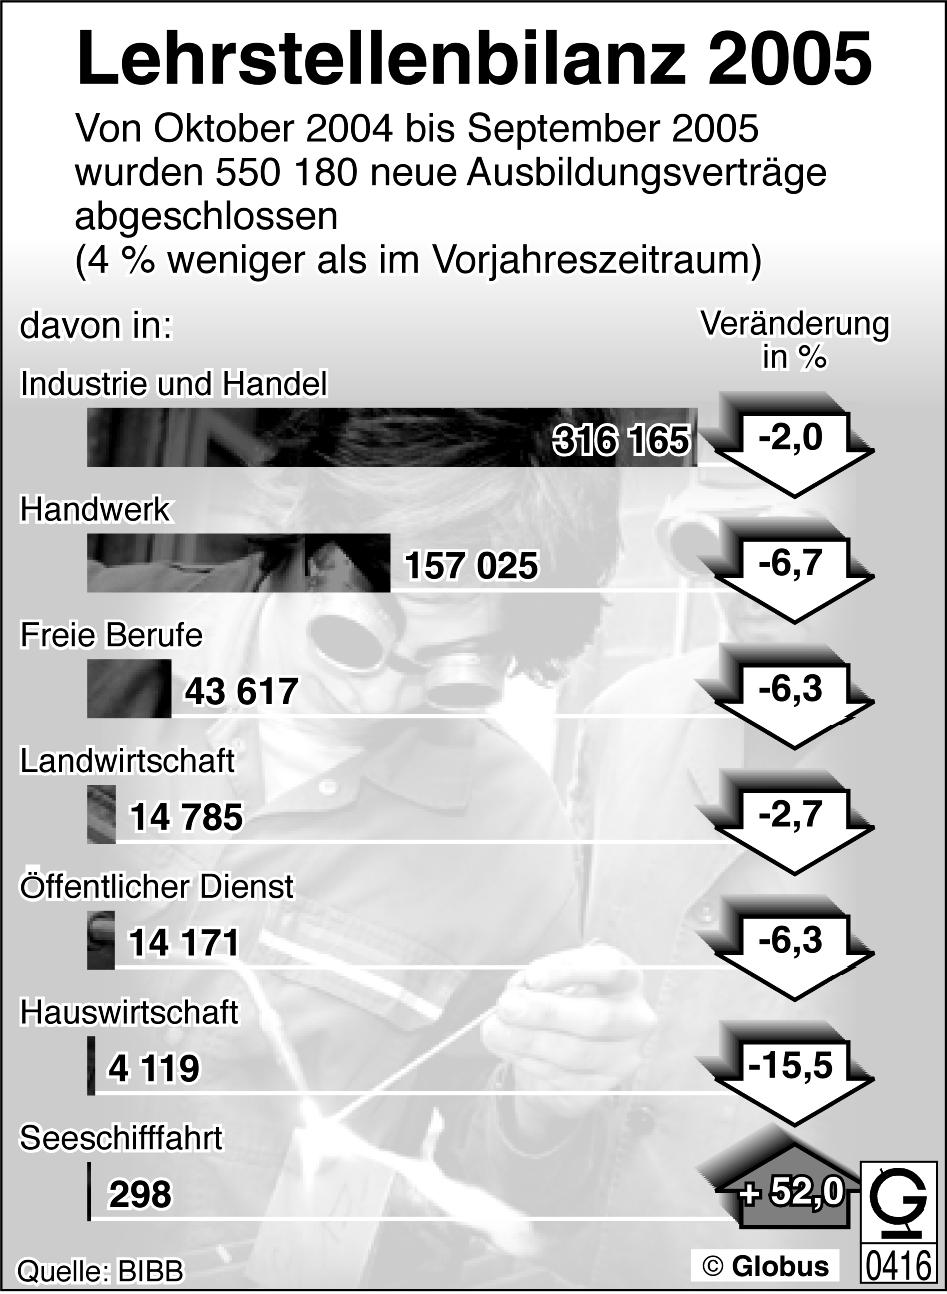 Lehrstellenbilanz 2005
Von Oktober 2004 bis September 2005
wurden 550 180 neue Ausbildungsverträge
abgeschlossen
(4 % weniger als im Vorjahreszeitraum)
davon in:
Veränderung
in %
Industrie und Handel
316 165
-2,0
Handwerk
157 025
-6,7
Freie Berufe
43 617
-6,3
Landwirtschaft
14 785
-2,7
Öffentlicher Dienst
14 171
-6,3
Hauswirtschaft
4 119
-15,5
Seeschifffahrt
298
+ 52,0
Quelle: BIBB
© Globus
G
0416